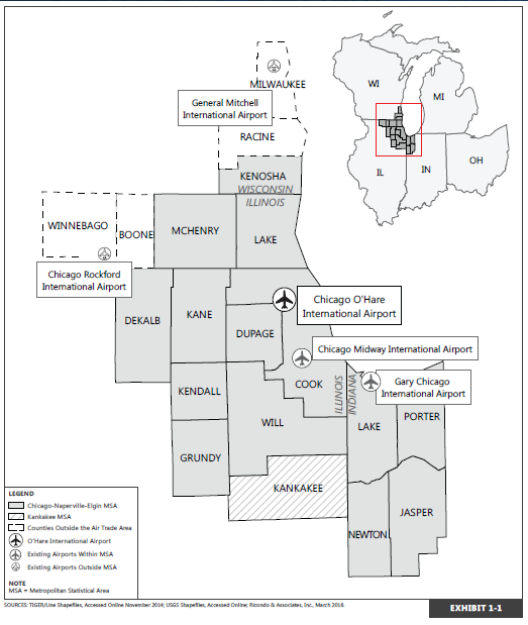 MILWAUKEE
General Mitchell
International Airport
RACINE
KENOSHA
WISCONSIN
ILLINOIS
WI
MI
IL
IN
OH
WINNEBAGO
BOONE
MCHENRY
LAKE
Chicago Rockford
International Airport
DEKALB
KANE
Chicago O'Hare
International Airport
DUPAGE
Chicago Midway International Airport
COOK
ILLINOIS
INDIANA
Gary Chicago
International Airport
KENDALL
WILL
LAKE
PORTER
GRUNDY
KANKAKEE
NEWTON
JASPER
LEGEND
Chicago-Naperville-Elgin MSA
Kankakee MSA
Counties Outside the Air Trade Area
O'Hare International Airport
Existing Airports Within MSA
Existing Airports Outside MSA
NOTE
MSA = Metropolitan Statistical Area
SOURCES: TIGER/Line Shapefiles, Accessed Online November 2014; USGS Shapefiles, Accessed Online; Ricondo & Associates, Inc., March 2018.
EXHIBIT 1-1